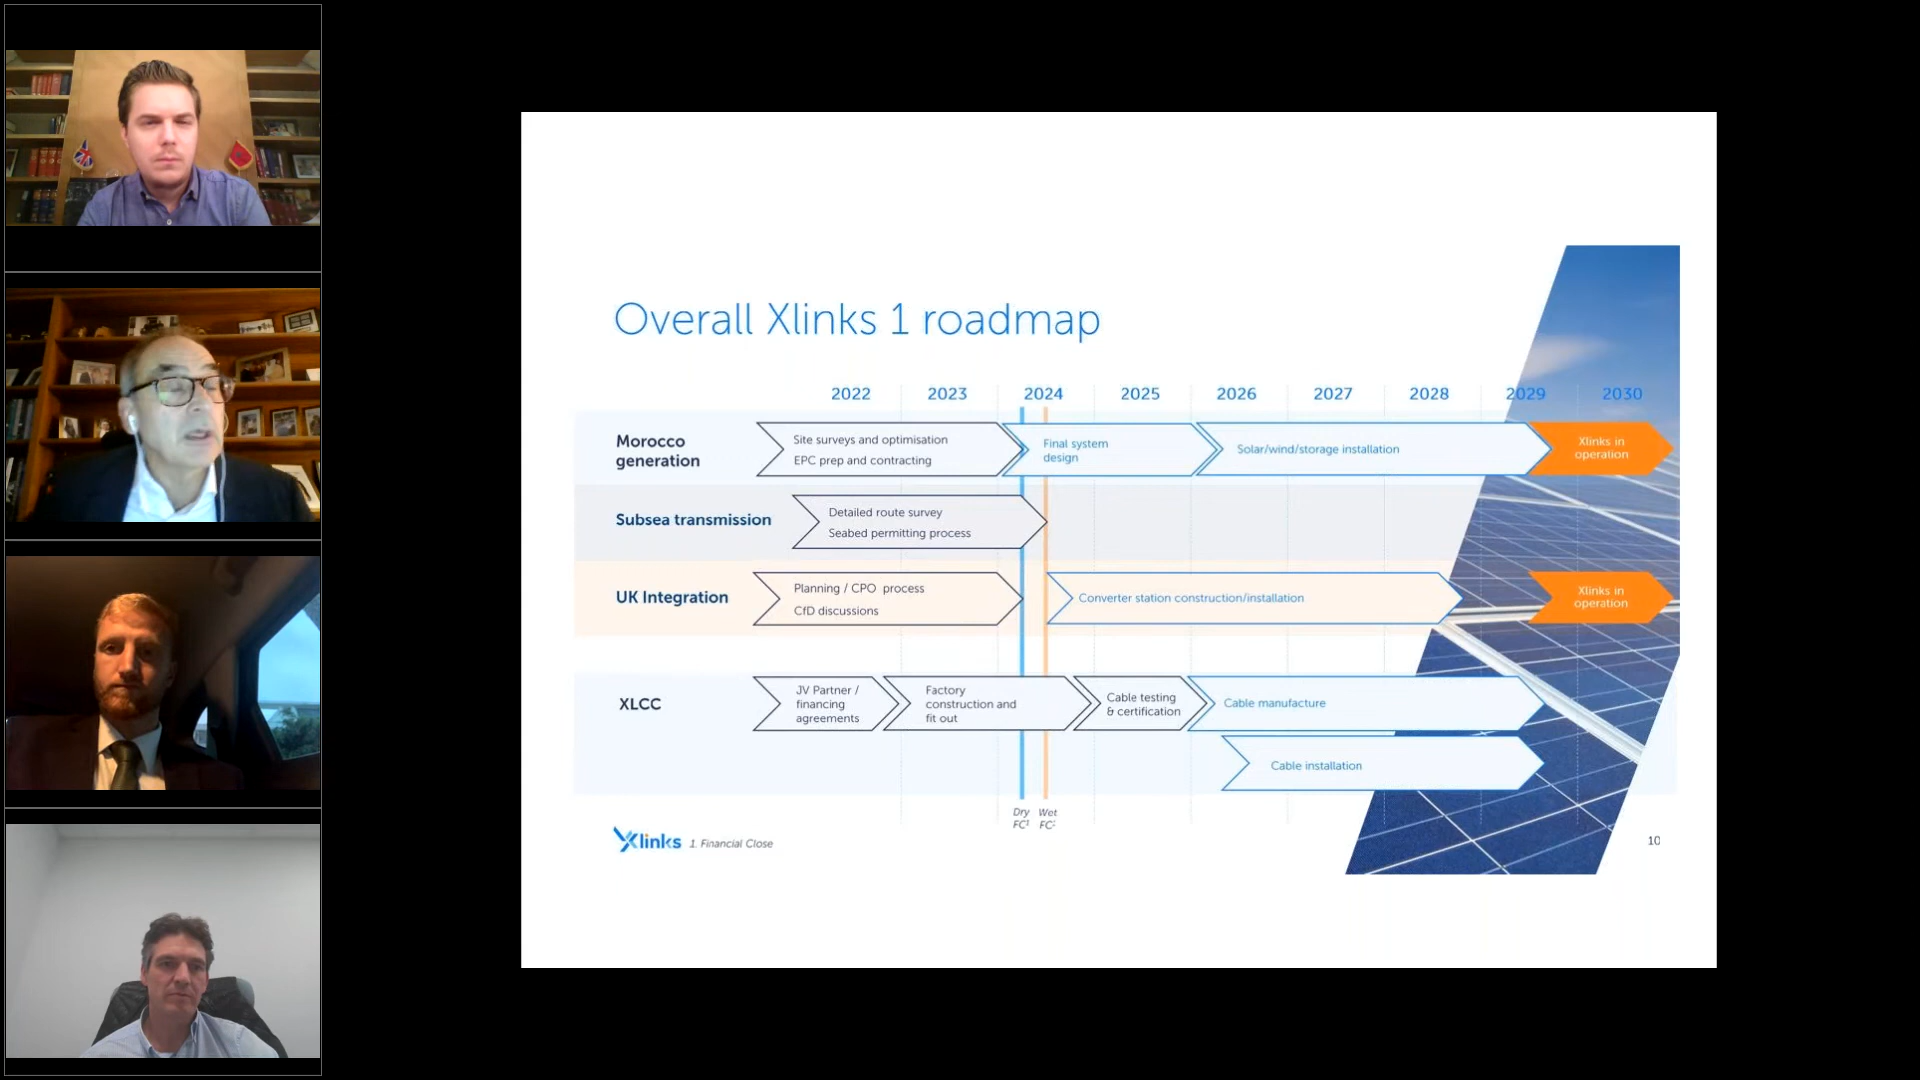 Overall Xlinks 1 roadmap
2022 2023 2024 2025 2026 2027 2028 2029 2030
Morocco
generation
Site surveys and optimisation
EPC prep and contracting
Final system
design
Solar/wind/storage installation
Xlinks in
operation
Subsea transmission
Detailed route survey
Seabed permitting process
UK Integration
Planning / CPO process
CfD discussions
Converter station construction/installation
Xlinks in
operation
XLCC
JV Partner /
financing
agreements
Factory
construction and
fit out
Cable testing
& certification
Cable manufacture
Cable installation
Dry
FC¹
Wet
FC
Xlinks
1. Financial Close
10